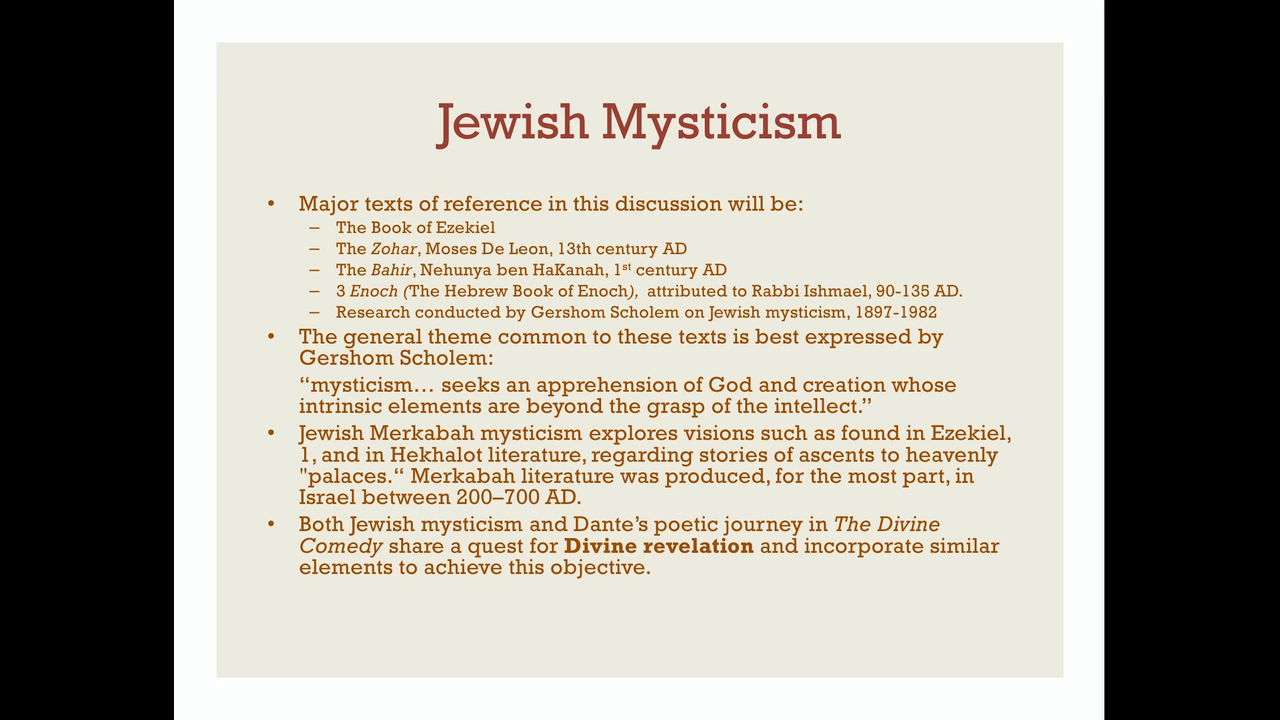 Jewish Mysticism
• Major texts of reference in this discussion will be:
– The Book of Ezekiel
– The Zohar, Moses De Leon, 13th century AD
– The Bahir, Nehunya ben HaKanah, 1st century AD
– 3 Enoch (The Hebrew Book of Enoch), attributed to Rabbi Ishmael, 90-135 AD.
– Research conducted by Gershom Scholem on Jewish mysticism, 1897-1982
• The general theme common to these texts is best expressed by
Gershom Scholem:
“mysticism… seeks an apprehension of God and creation whose
intrinsic elements are beyond the grasp of the intellect.”
• Jewish Merkabah mysticism explores visions such as found in Ezekiel,
1, and in Hekhalot literature, regarding stories of ascents to heavenly
"palaces.“ Merkabah literature was produced, for the most part, in
Israel between 200–700 AD.
• Both Jewish mysticism and Dante’s poetic journey in The Divine
Comedy share a quest for Divine revelation and incorporate similar
elements to achieve this objective.